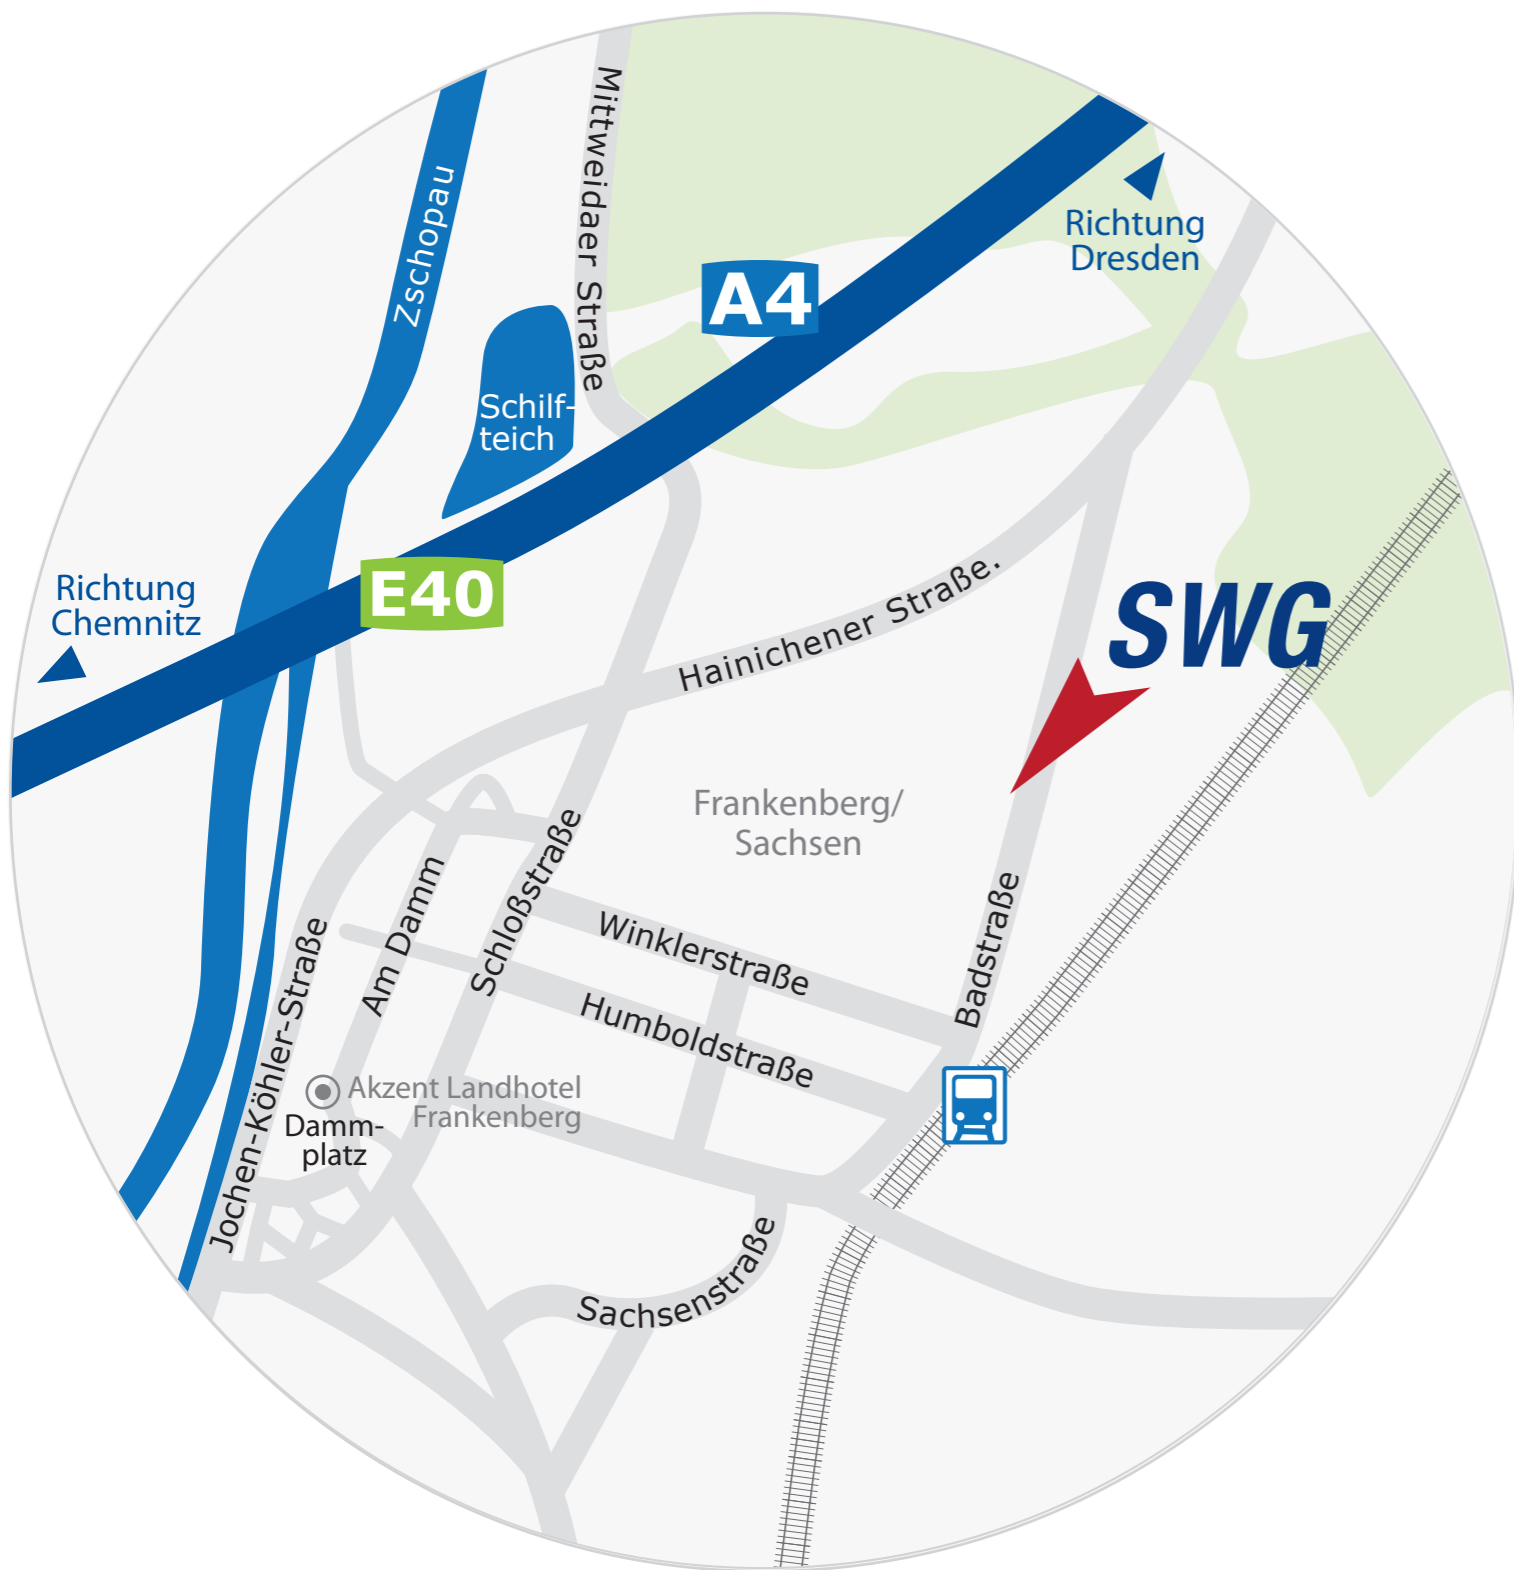 Mittweidaer Straße
Zschopau
Richtung
Dresden
A4
Schilf-
teich
E40
Richtung
Chemnitz
Hainichener Straße.
SWG
Frankenberg/
Sachsen
Am Damm
Schloßstraße
Winklerstraße
Badstraße
Humboldstraße
Jochen-Köhler-Straße
Akzent Landhotel
Frankenberg
Damm-
platz
Sachsenstraße